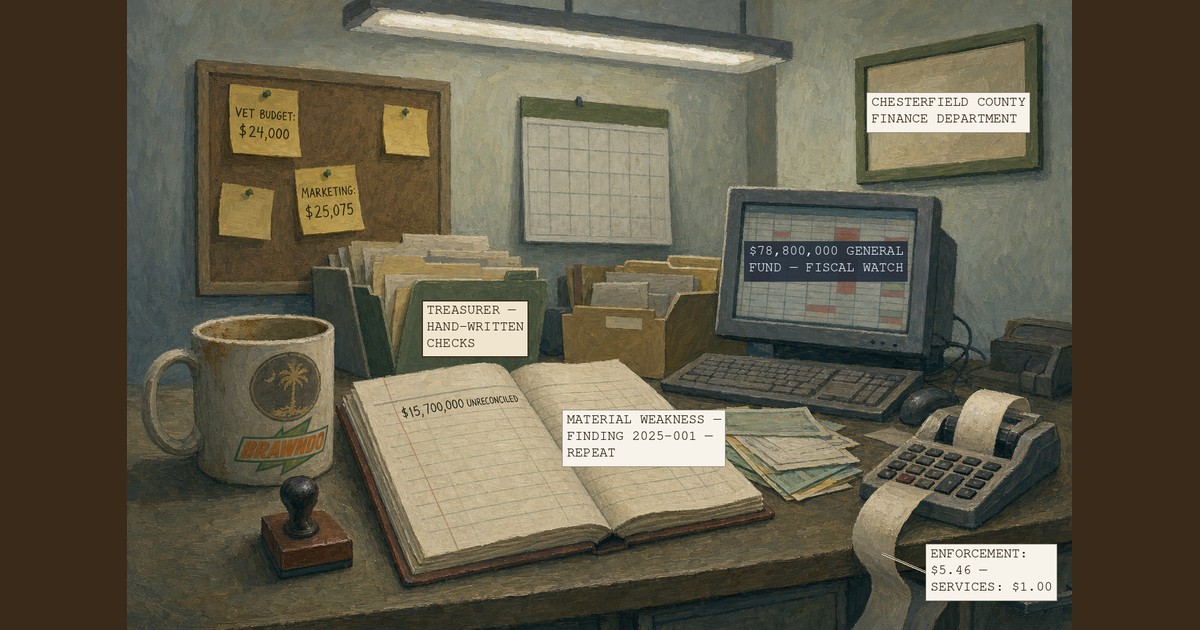 CHESTERFIELD COUNTY
FINANCE DEPARTMENT
VET BUDGET:
$24,000
MARKETING:
$25,075
$78,800,000 GENERAL
FUND — FISCAL WATCH
TREASURER —
HAND-WRITTEN
CHECKS
$15,700,000 UNRECONCILED
MATERIAL WEAKNESS —
FINDING 2025-001 —
REPEAT
BRAWNDO
ENFORCEMENT:
$5.46 —
SERVICES: $1.00